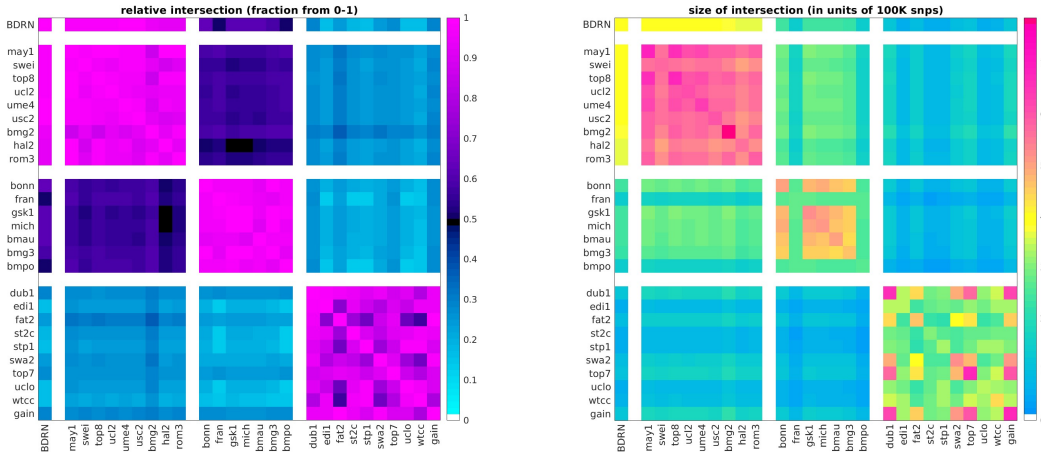 relative intersection (fraction from 0-1)
BDRN
may1
swei
top8
ucl2
ume4
usc2
bmg2
hal2
rom3
bonn
fran
gsk1
mich
bmau
bmg3
bmpo
dub1
edi1
fat2
st2c
stp1
swa2
top7
uclo
wtcc
gain
BDRN may1 swei top8 ucl2 ume4 usc2 bmg2 hal2 rom3 bonn fran gsk1 mich bmau bmg3 bmpo dub1 edi1 fat2 st2c stp1 swa2 top7 uclo wtcc gain
1
0.9
0.8
0.7
0.6
0.5
0.4
0.3
0.2
0.1
0
size of intersection (in units of 100K snps)
BDRN
may1
swei
top8
ucl2
ume4
usc2
bmg2
hal2
rom3
bonn
fran
gsk1
mich
bmau
bmg3
bmpo
dub1
edi1
fat2
st2c
stp1
swa2
top7
uclo
wtcc
gain
BDRN may1 swei top8 ucl2 ume4 usc2 bmg2 hal2 rom3 bonn fran gsk1 mich bmau bmg3 bmpo dub1 edi1 fat2 st2c stp1 swa2 top7 uclo wtcc gain